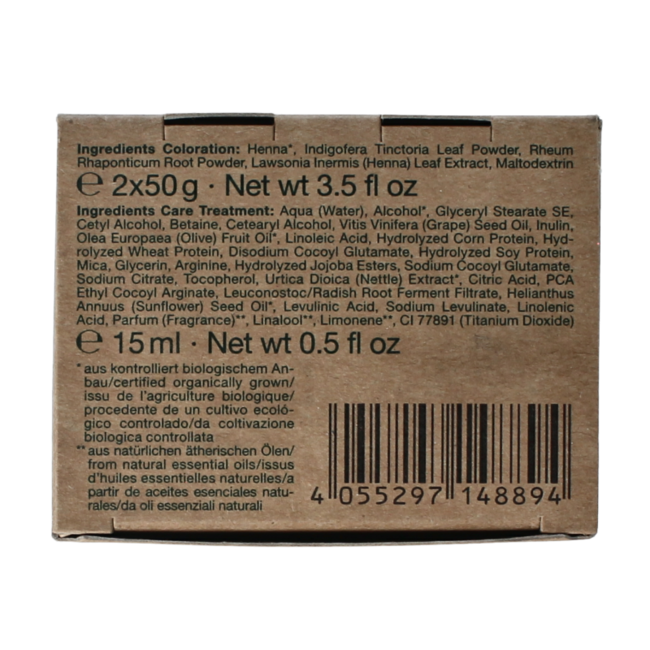 Ingredients Coloration: Henna*, Indigofera Tinctoria Leaf Powder, Rheum
Rhaponticum Root Powder, Lawsonia Inermis (Henna) Leaf Extract, Maltodextrin
℮ 2x50g · Net wt 3.5 fl oz
Ingredients Care Treatment: Aqua (Water), Alcohol*, Glyceryl Stearate SE,
Cetyl Alcohol, Betaine, Cetearyl Alcohol, Vitis Vinifera (Grape) Seed Oil, Inulin,
Olea Europaea (Olive) Fruit Oil*, Linoleic Acid, Hydrolyzed Corn Protein, Hyd-
rolyzed Wheat Protein, Disodium Cocoyl Glutamate, Hydrolyzed Soy Protein,
Mica, Glycerin, Arginine, Hydrolyzed Jojoba Esters, Sodium Cocoyl Glutamate,
Sodium Citrate, Tocopherol, Urtica Dioica (Nettle) Extract*, Citric Acid, PCA
Ethyl Cocoyl Arginate, Leuconostoc/Radish Root Ferment Filtrate, Helianthus
Annuus (Sunflower) Seed Oil*, Levulinic Acid, Sodium Levulinate, Linolenic
Acid, Parfum (Fragrance)**, Linalool**, Limonene**, CI 77891 (Titanium Dioxide)
℮ 15ml · Net wt 0.5 fl oz
*aus kontrolliert biologischem An-
bau/certified organically grown/
issu de l'agriculture biologique/
procedente de un cultivo ecoló-
gico controlado/da coltivazione
biologica controllata
**aus natürlichen ätherischen Ölen/
from natural essential oils/issus
d'huiles essentielles naturelles/a
partir de aceites esenciales natu-
rales/da oli essenziali naturali
4 055297 148894